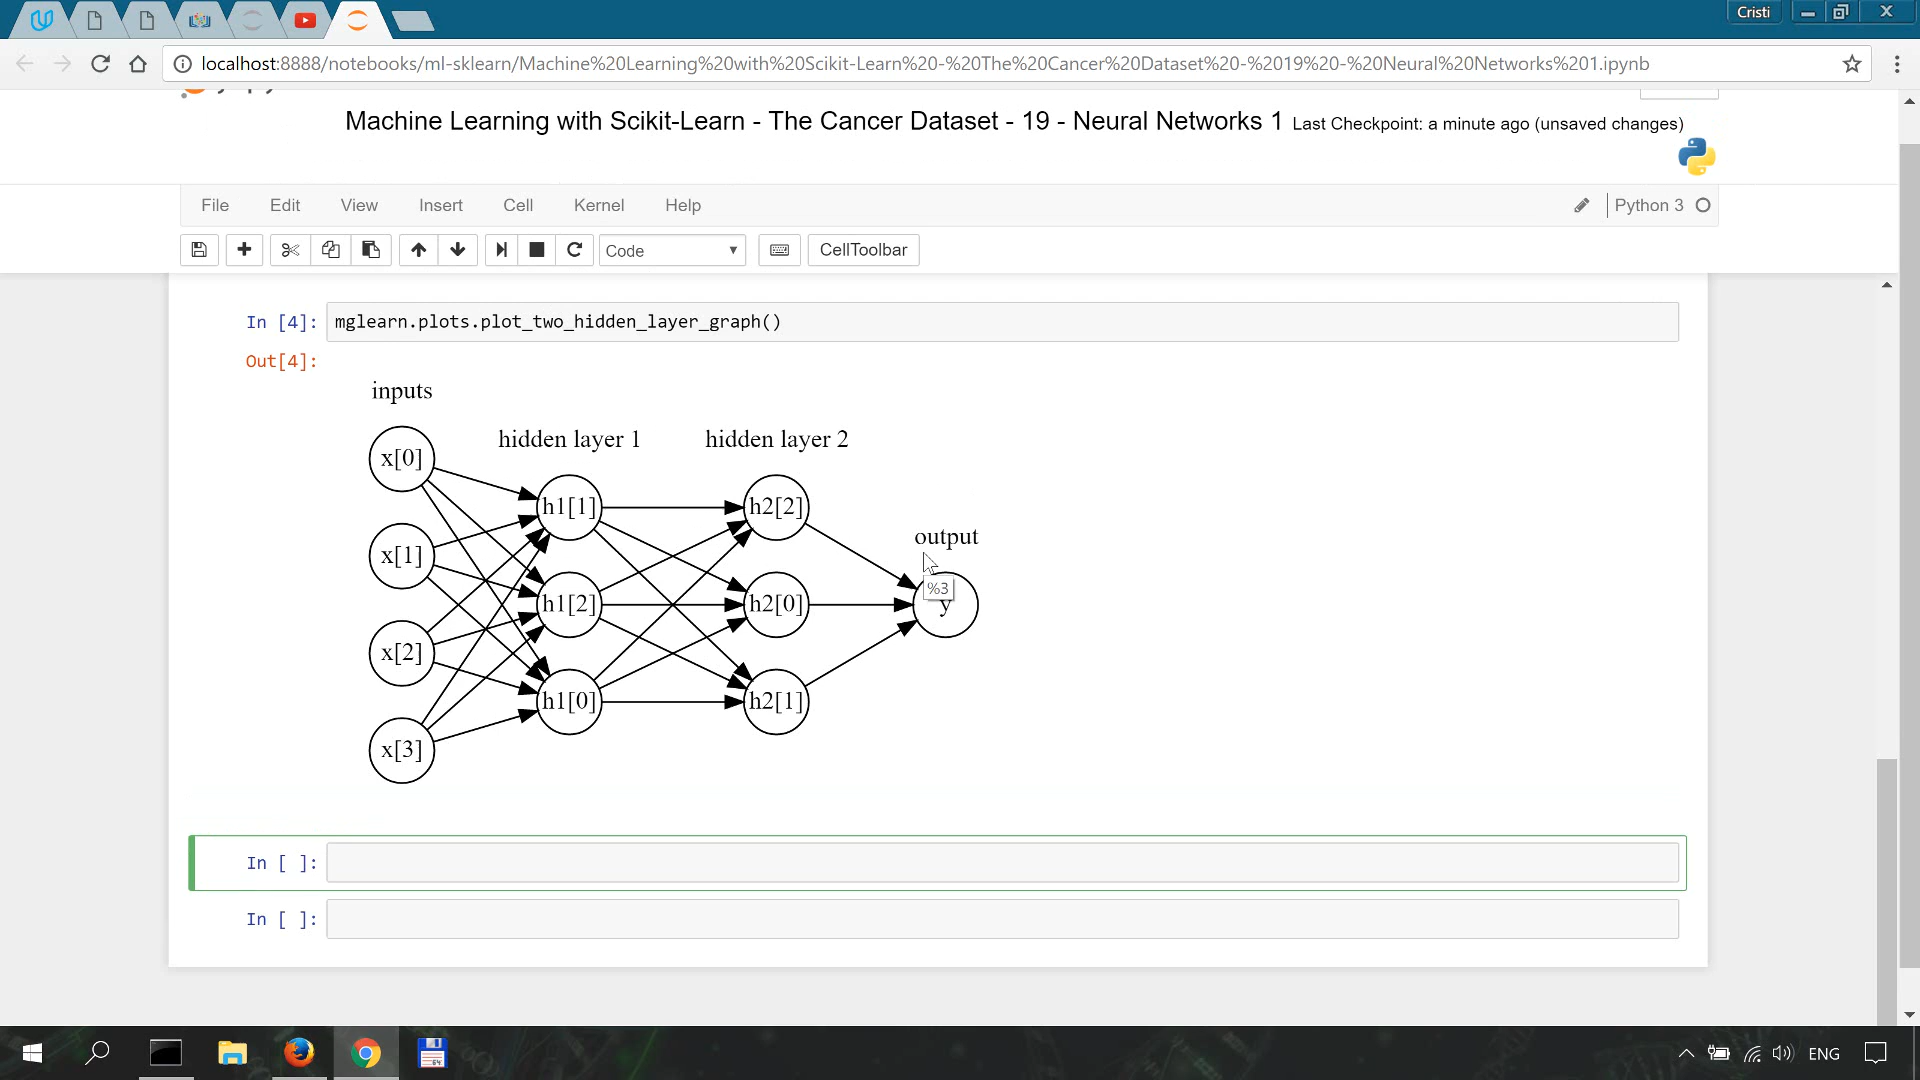 Cristi
localhost:8888/notebooks/ml-sklearn/Machine%20Learning%20with%20Scikit-Learn%20-%20The%20Cancer%20Dataset%20-%2019%20-%20Neural%20Networks%201.ipynb
Machine Learning with Scikit-Learn - The Cancer Dataset - 19 - Neural Networks 1 Last Checkpoint: a minute ago (unsaved changes)
File Edit View Insert Cell Kernel Help Python 3
Code CellToolbar
In [4]: mglearn.plots.plot_two_hidden_layer_graph()
Out[4]:
inputs
hidden layer 1 hidden layer 2
x[0]
h1[1] h2[2]
output
x[1]
%3
h1[2] h2[0] y
x[2]
h1[0] h2[1]
x[3]
In [ ]:
In [ ]:
64
ENG